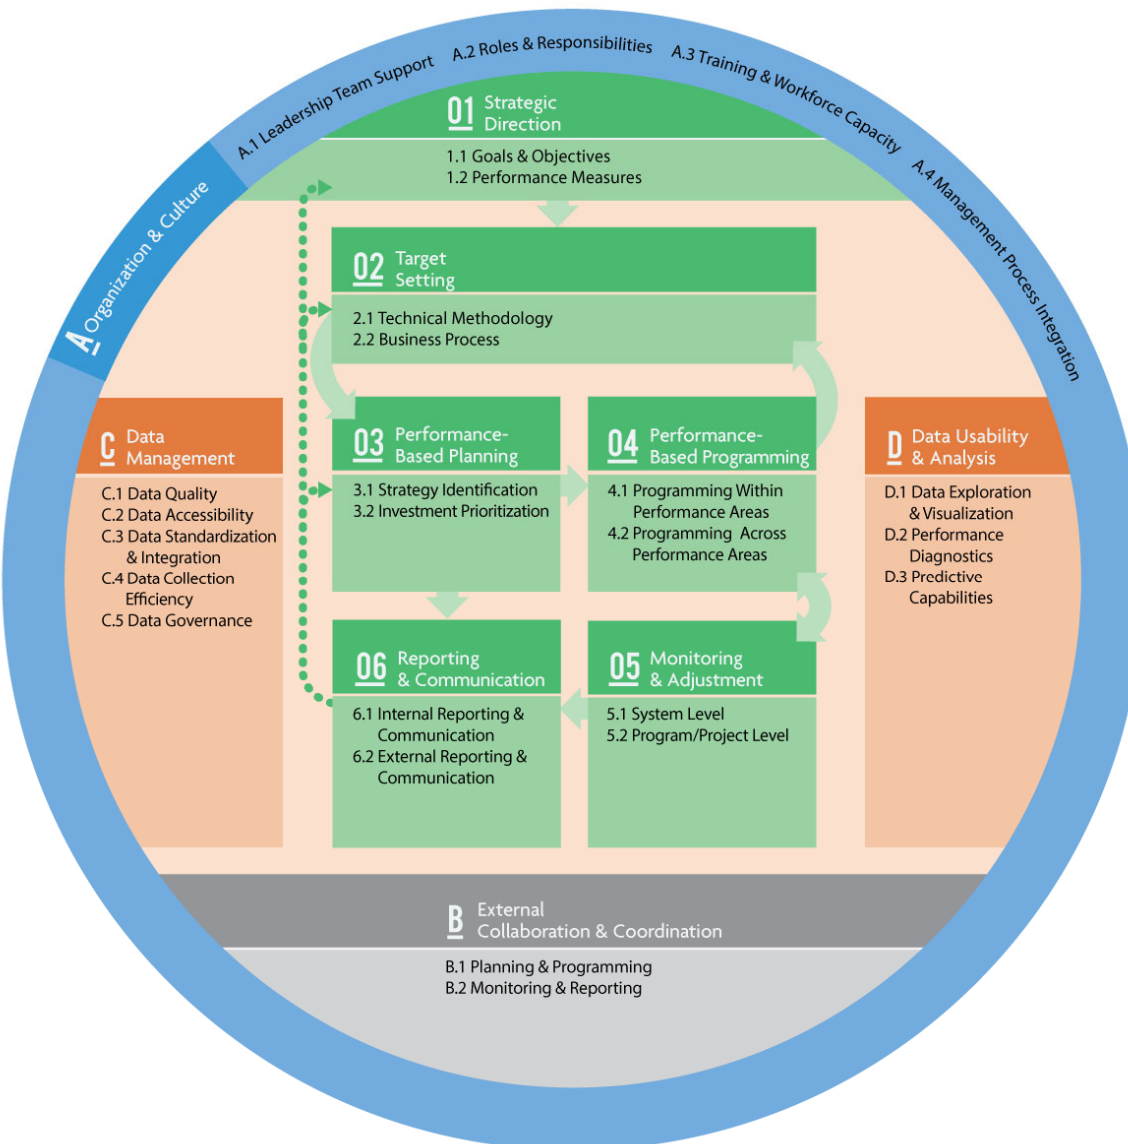 A.1 Leadership Team Support
A.2 Roles & Responsibilities
A.3 Training & Workforce Capacity
A.4 Management Process Integration
A Organization & Culture
01 Strategic
Direction
1.1 Goals & Objectives
1.2 Performance Measures
02 Target
Setting
2.1 Technical Methodology
2.2 Business Process
C Data
Management
C.1 Data Quality
C.2 Data Accessibility
C.3 Data Standardization
& Integration
C.4 Data Collection
Efficiency
C.5 Data Governance
03 Performance-
Based Planning
3.1 Strategy Identification
3.2 Investment Prioritization
04 Performance-
Based Programming
4.1 Programming Within
Performance Areas
4.2 Programming Across
Performance Areas
D Data Usability
& Analysis
D.1 Data Exploration
& Visualization
D.2 Performance
Diagnostics
D.3 Predictive
Capabilities
06 Reporting
& Communication
6.1 Internal Reporting &
Communication
6.2 External Reporting &
Communication
05 Monitoring
& Adjustment
5.1 System Level
5.2 Program/Project Level
B External
Collaboration & Coordination
B.1 Planning & Programming
B.2 Monitoring & Reporting